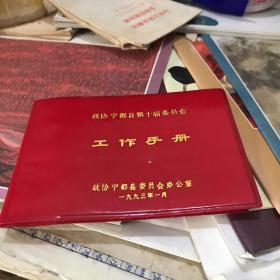 政协宁都县第十届委员会
工作手册
政协宁都县委员会办公室
一九九三年一月